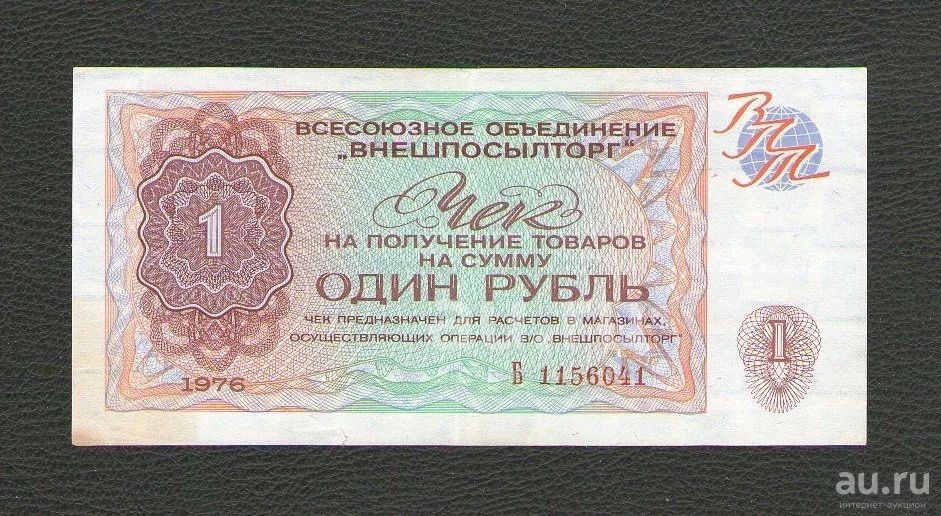 ВСЕСОЮЗНОЕ ОБЪЕДИНЕНИЕ
„ВНЕШПОСЫЛТОРГ"
ВПТ
Чек
1
НА ПОЛУЧЕНИЕ ТОВАРОВ
НА СУММУ
ОДИН РУБЛЬ
ЧЕК ПРЕДНАЗНАЧЕН ДЛЯ РАСЧЕТОВ В МАГАЗИНАХ,
ОСУЩЕСТВЛЯЮЩИХ ОПЕРАЦИИ В/О „ВНЕШПОСЫЛТОРГ"
1
1976
Б 1156041
au.ru
интернет-аукцион